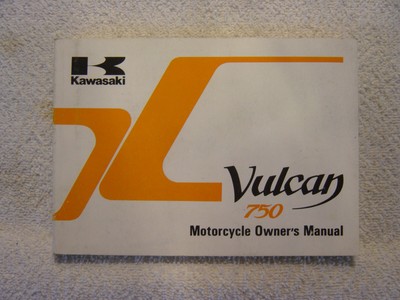 Kawasaki
Vulcan
750
Motorcycle Owner's Manual